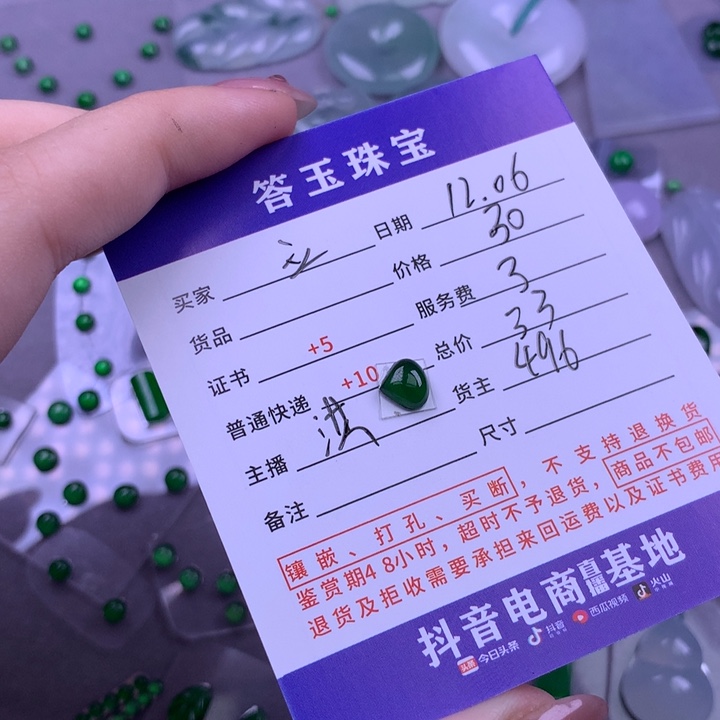 答玉珠宝
日期 12.06
买家
价格 30
货品
服务费 3
证书 +5
总价 33
普通快递 +10
货主 496
主播 洪
尺寸
备注
镶嵌、打孔、买断，不支持退换货
鉴赏期48小时，超时不予退货，商品不包邮
退货及拒收需要承担来回运费以及证书费用
抖音电商直播基地
头条 今日头条 抖音 西瓜视频 火山